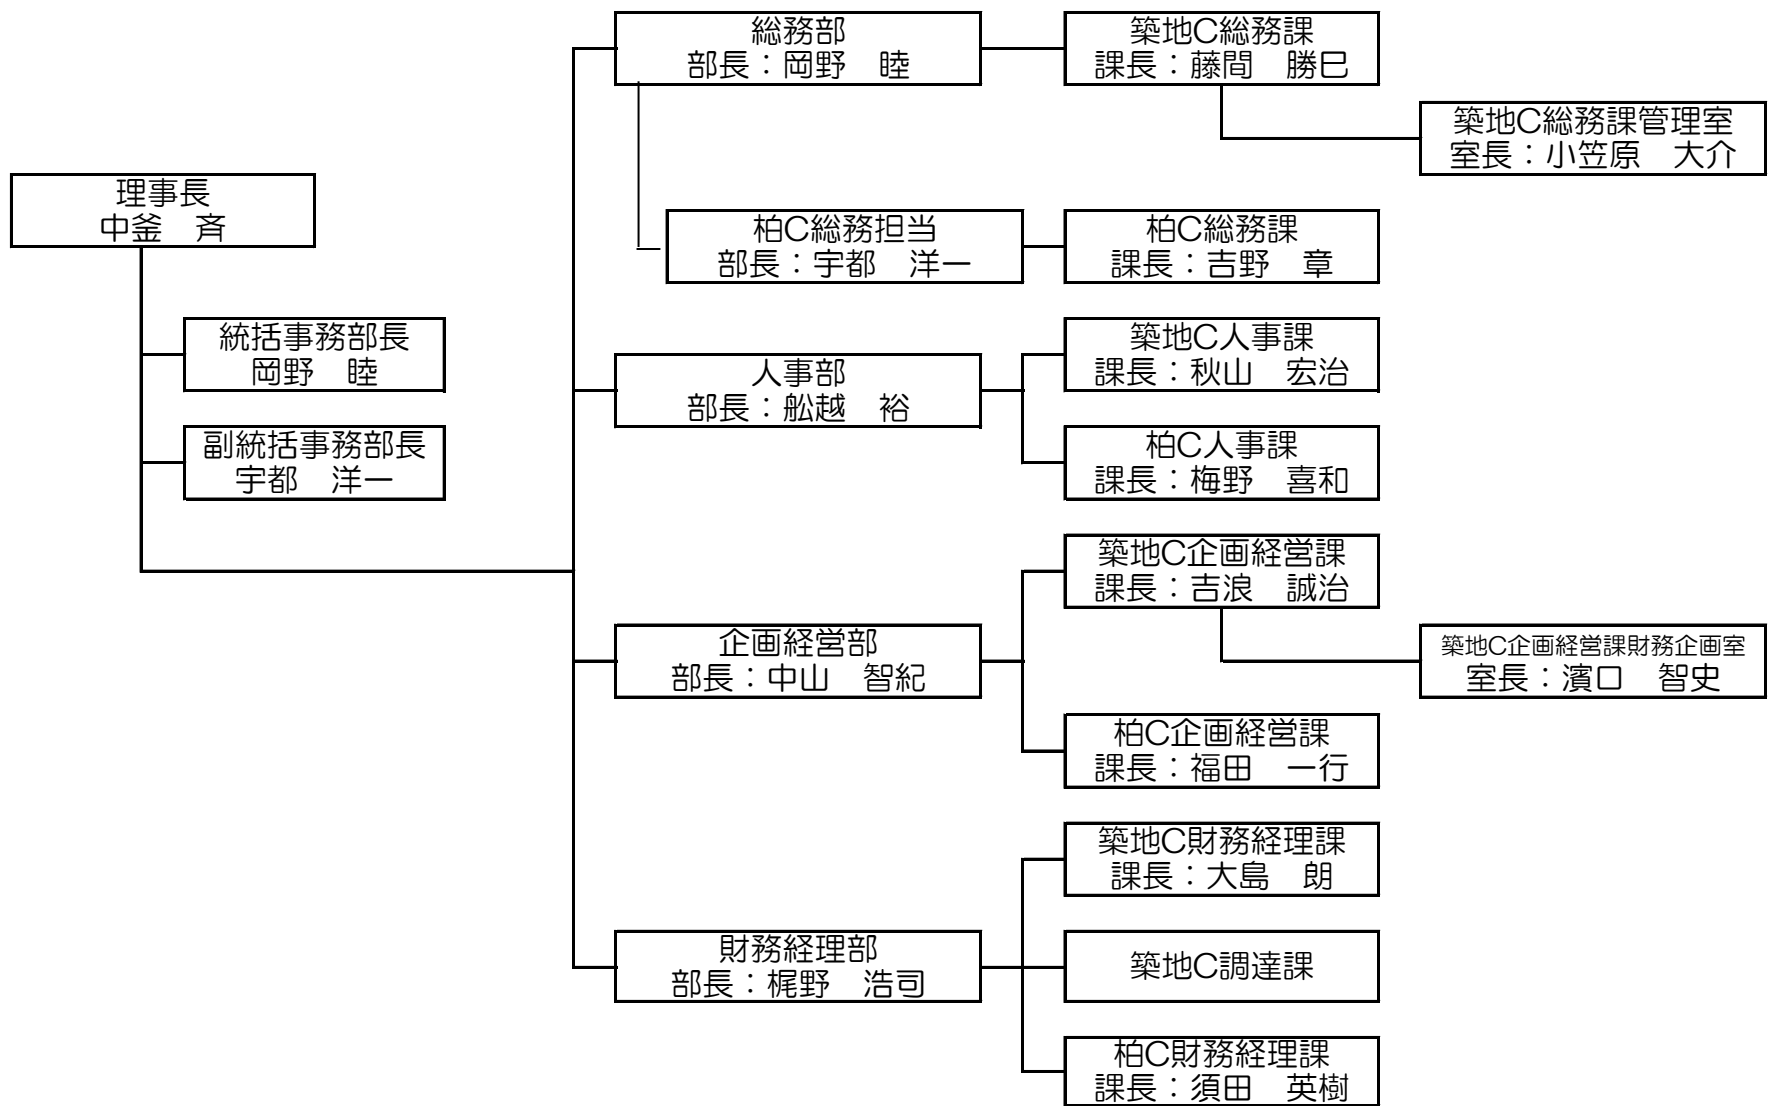 理事長
中釜　斉
統括事務部長
岡野　睦
副統括事務部長
宇都　洋一
総務部
部長：岡野　睦
築地C総務課
課長：藤間　勝巳
築地C総務課管理室
室長：小笠原　大介
柏C総務担当
部長：宇都　洋一
柏C総務課
課長：吉野　章
人事部
部長：舩越　裕
築地C人事課
課長：秋山　宏治
柏C人事課
課長：梅野　喜和
企画経営部
部長：中山　智紀
築地C企画経営課
課長：吉浪　誠治
築地C企画経営課財務企画室
室長：濱口　智史
柏C企画経営課
課長：福田　一行
財務経理部
部長：梶野　浩司
築地C財務経理課
課長：大島　朗
築地C調達課
柏C財務経理課
課長：須田　英樹